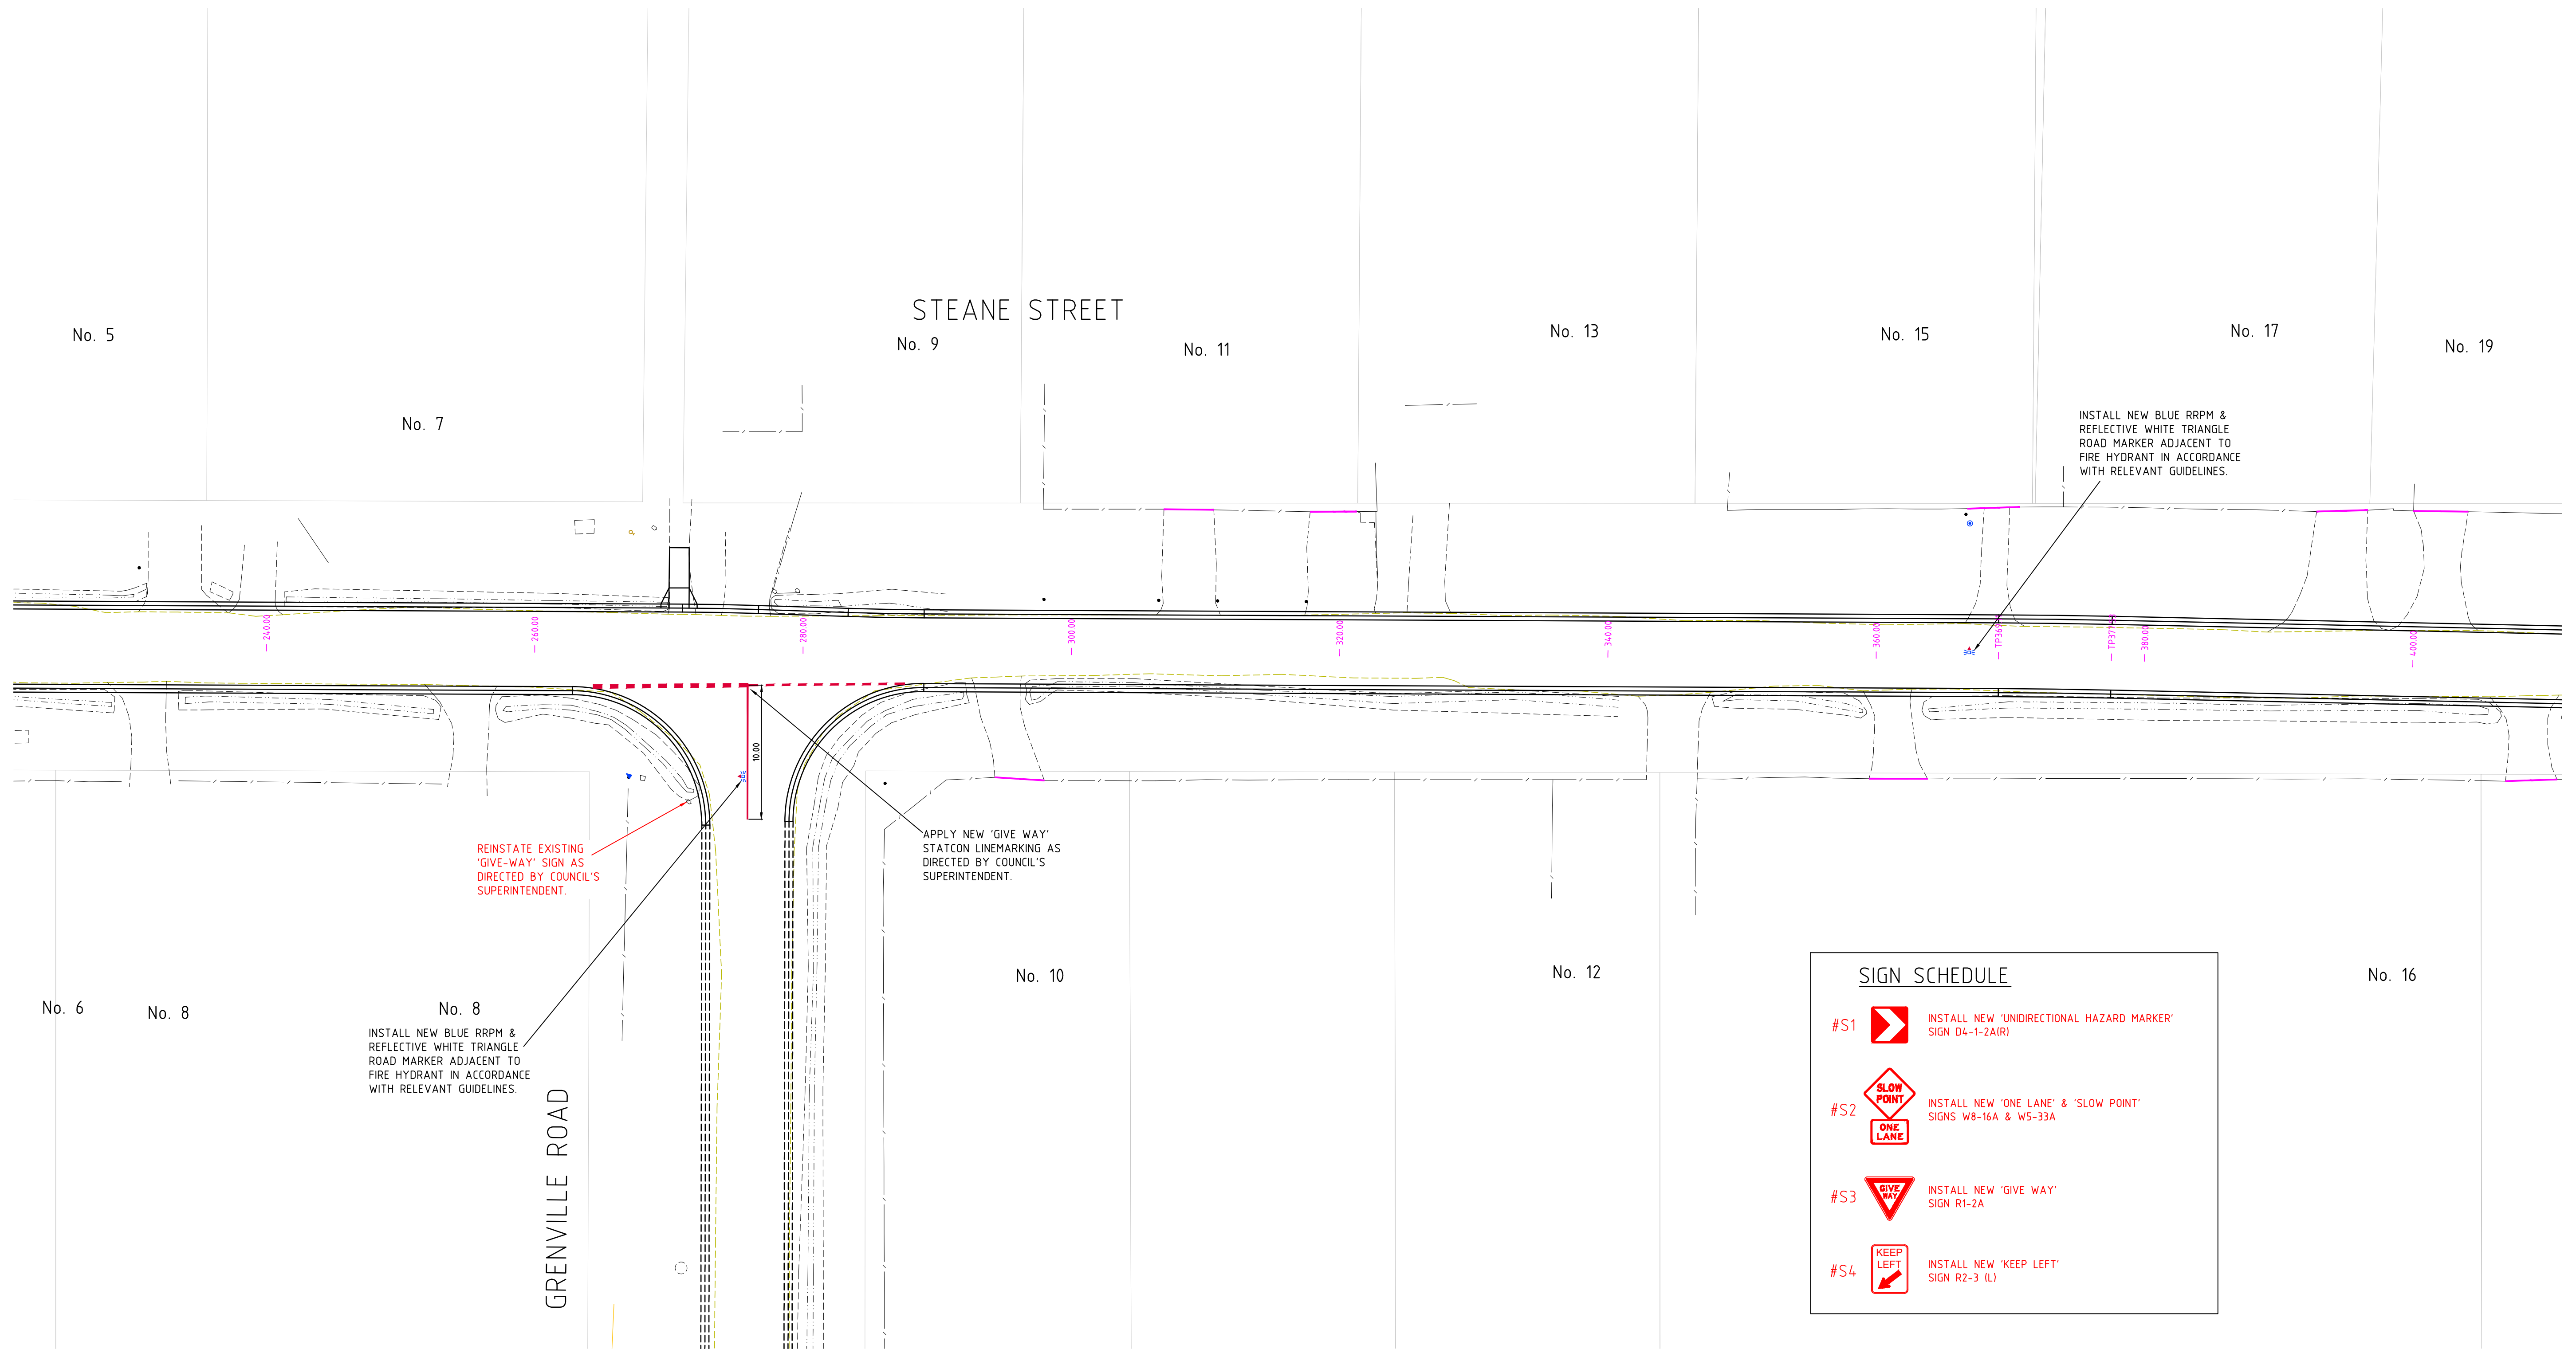 STEANE STREET
No. 5
No. 7
No. 9
No. 11
No. 13
No. 15
No. 17
No. 19
INSTALL NEW BLUE RRPM &
REFLECTIVE WHITE TRIANGLE
ROAD MARKER ADJACENT TO
FIRE HYDRANT IN ACCORDANCE
WITH RELEVANT GUIDELINES.
240.00
260.00
280.00
300.00
320.00
340.00
360.00
380.00
400.00
10.00
REINSTATE EXISTING
'GIVE-WAY' SIGN AS
DIRECTED BY COUNCIL'S
SUPERINTENDENT.
APPLY NEW 'GIVE WAY'
STATCON LINEMARKING AS
DIRECTED BY COUNCIL'S
SUPERINTENDENT.
No. 6
No. 8
No. 8
No. 10
No. 12
No. 16
INSTALL NEW BLUE RRPM &
REFLECTIVE WHITE TRIANGLE
ROAD MARKER ADJACENT TO
FIRE HYDRANT IN ACCORDANCE
WITH RELEVANT GUIDELINES.
GRENVILLE ROAD
SIGN SCHEDULE
#S1
INSTALL NEW 'UNIDIRECTIONAL HAZARD MARKER'
SIGN D4-1-2A(R)
#S2
SLOW
POINT
ONE
LANE
INSTALL NEW 'ONE LANE' & 'SLOW POINT'
SIGNS W8-16A & W5-33A
#S3
GIVE
WAY
INSTALL NEW 'GIVE WAY'
SIGN R1-2A
#S4
KEEP
LEFT
INSTALL NEW 'KEEP LEFT'
SIGN R2-3 (L)